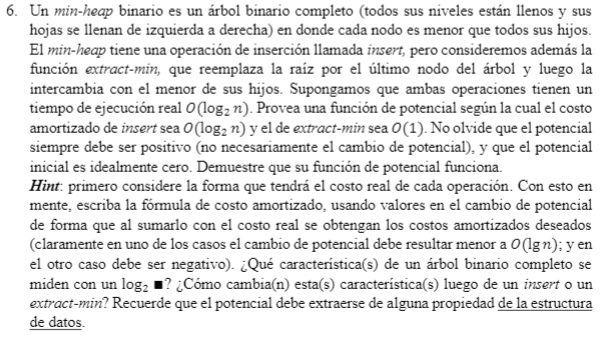 6. Un min-heap binario es un árbol binario completo (todos sus niveles están llenos y sus
hojas se llenan de izquierda a derecha) en donde cada nodo es menor que todos sus hijos.
El min-heap tiene una operación de inserción llamada insert, pero consideremos además la
función extract-min, que reemplaza la raíz por el último nodo del árbol y luego la
intercambia con el menor de sus hijos. Supongamos que ambas operaciones tienen un
tiempo de ejecución real O(log₂ n). Provea una función de potencial según la cual el costo
amortizado de insert sea O(log₂ n) y el de extract-min sea O(1). No olvide que el potencial
siempre debe ser positivo (no necesariamente el cambio de potencial), y que el potencial
inicial es idealmente cero. Demuestre que su función de potencial funciona.
Hint: primero considere la forma que tendrá el costo real de cada operación. Con esto en
mente, escriba la fórmula de costo amortizado, usando valores en el cambio de potencial
de forma que al sumarlo con el costo real se obtengan los costos amortizados deseados
(claramente en uno de los casos el cambio de potencial debe resultar menor a O(lg n); y en
el otro caso debe ser negativo). ¿Qué característica(s) de un árbol binario completo se
miden con un log₂ ■? ¿Cómo cambia(n) esta(s) característica(s) luego de un insert o un
extract-min? Recuerde que el potencial debe extraerse de alguna propiedad de la estructura
de datos.